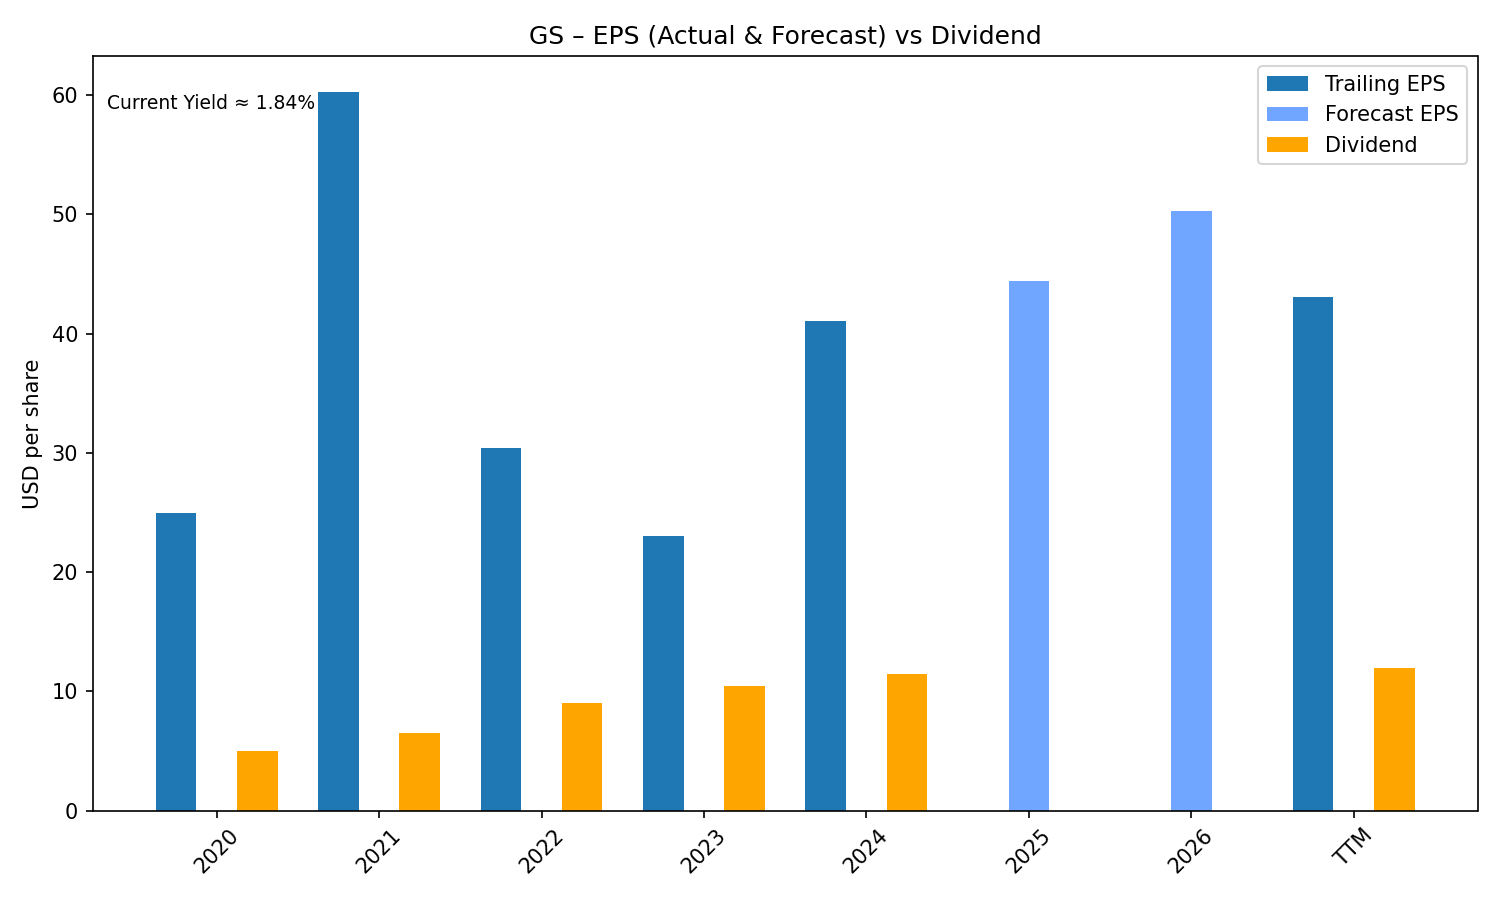 GS – EPS (Actual & Forecast) vs Dividend
Current Yield ≈ 1.84%
Trailing EPS
Forecast EPS
Dividend
USD per share
60
50
40
30
20
10
0
2020
2021
2022
2023
2024
2025
2026
TTM